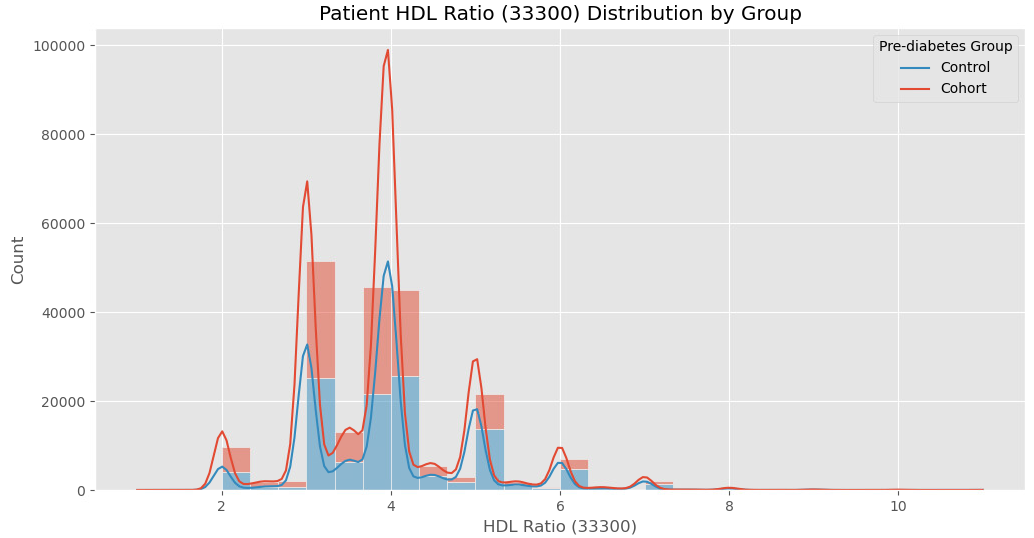 Patient HDL Ratio (33300) Distribution by Group
Pre-diabetes Group
Control
Cohort
100000
80000
60000
40000
20000
0
Count
2 4 6 8 10
HDL Ratio (33300)